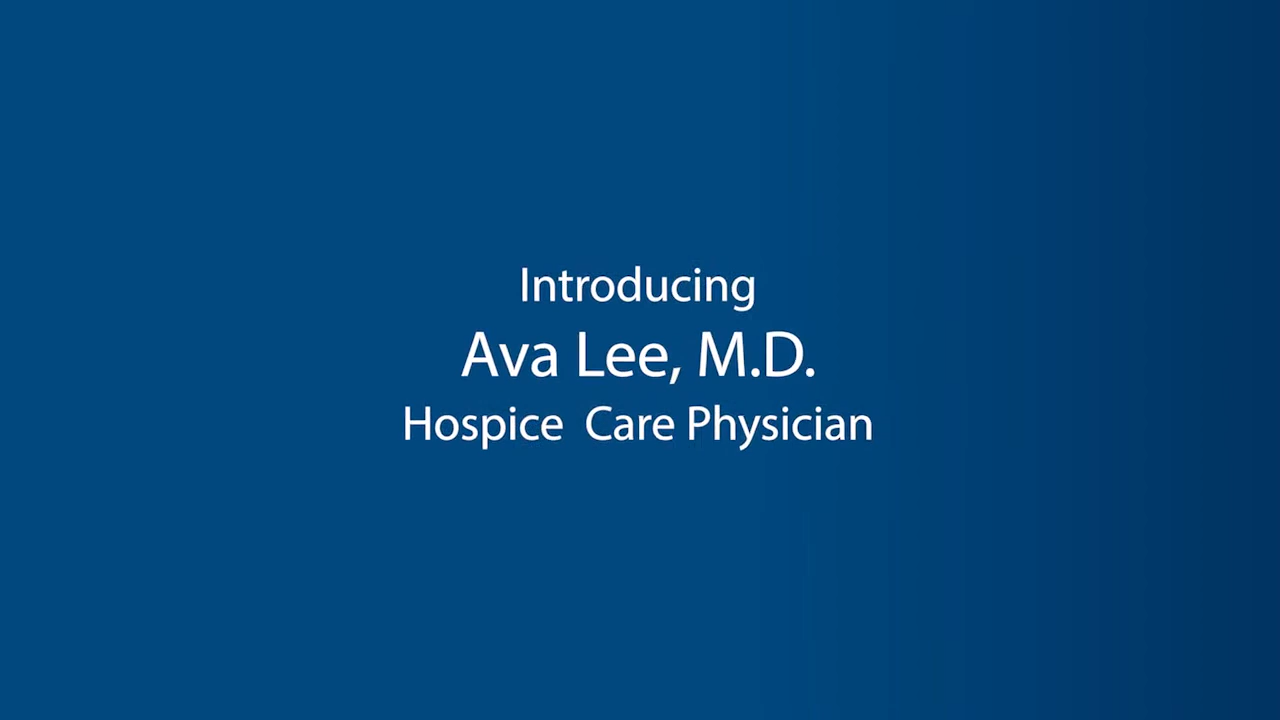 Introducing
Ava Lee, M.D.
Hospice  Care Physician